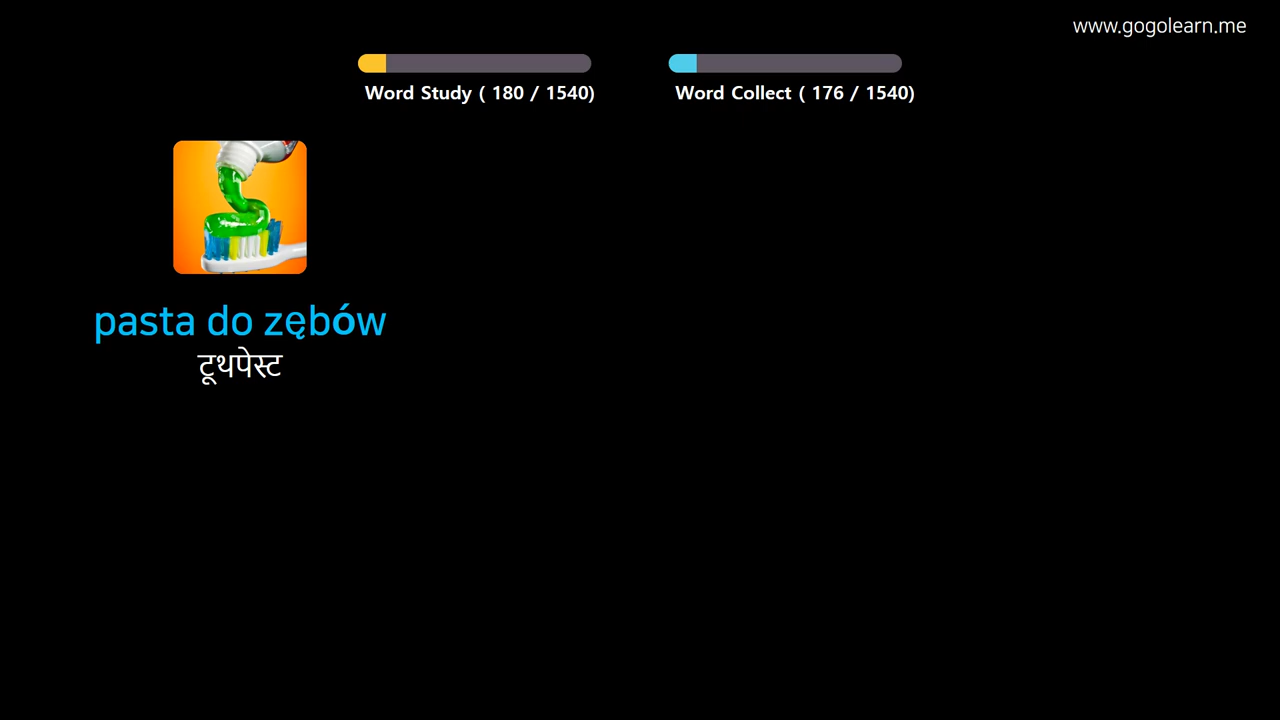 www.gogolearn.me
Word Study ( 180 / 1540)
Word Collect ( 176 / 1540)
pasta do zębów
टूथपेस्ट